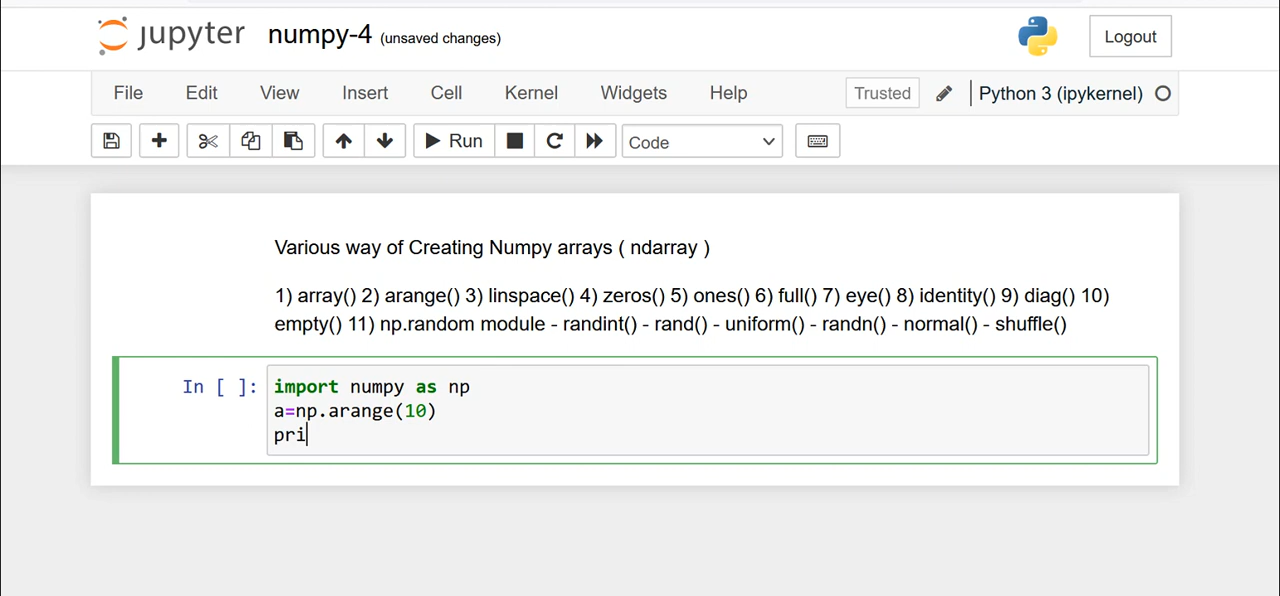 jupyter numpy-4 (unsaved changes) Logout
File Edit View Insert Cell Kernel Widgets Help Trusted Python 3 (ipykernel)
Run Code
Various way of Creating Numpy arrays ( ndarray )
1) array() 2) arange() 3) linspace() 4) zeros() 5) ones() 6) full() 7) eye() 8) identity() 9) diag() 10)
empty() 11) np.random module - randint() - rand() - uniform() - randn() - normal() - shuffle()
In [ ]: import numpy as np
a=np.arange(10)
pri